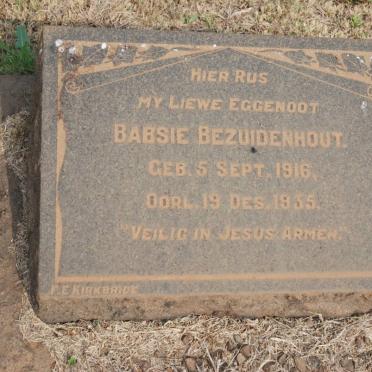 HIER RUS
MY LIEWE EGGENOOT
BABSIE BEZUIDENHOUT.
GEB. 5 SEPT. 1916,
OORL. 19 DES. 1935.
"VEILIG IN JESUS ARMEN."
F. E. KIRKBRIDE